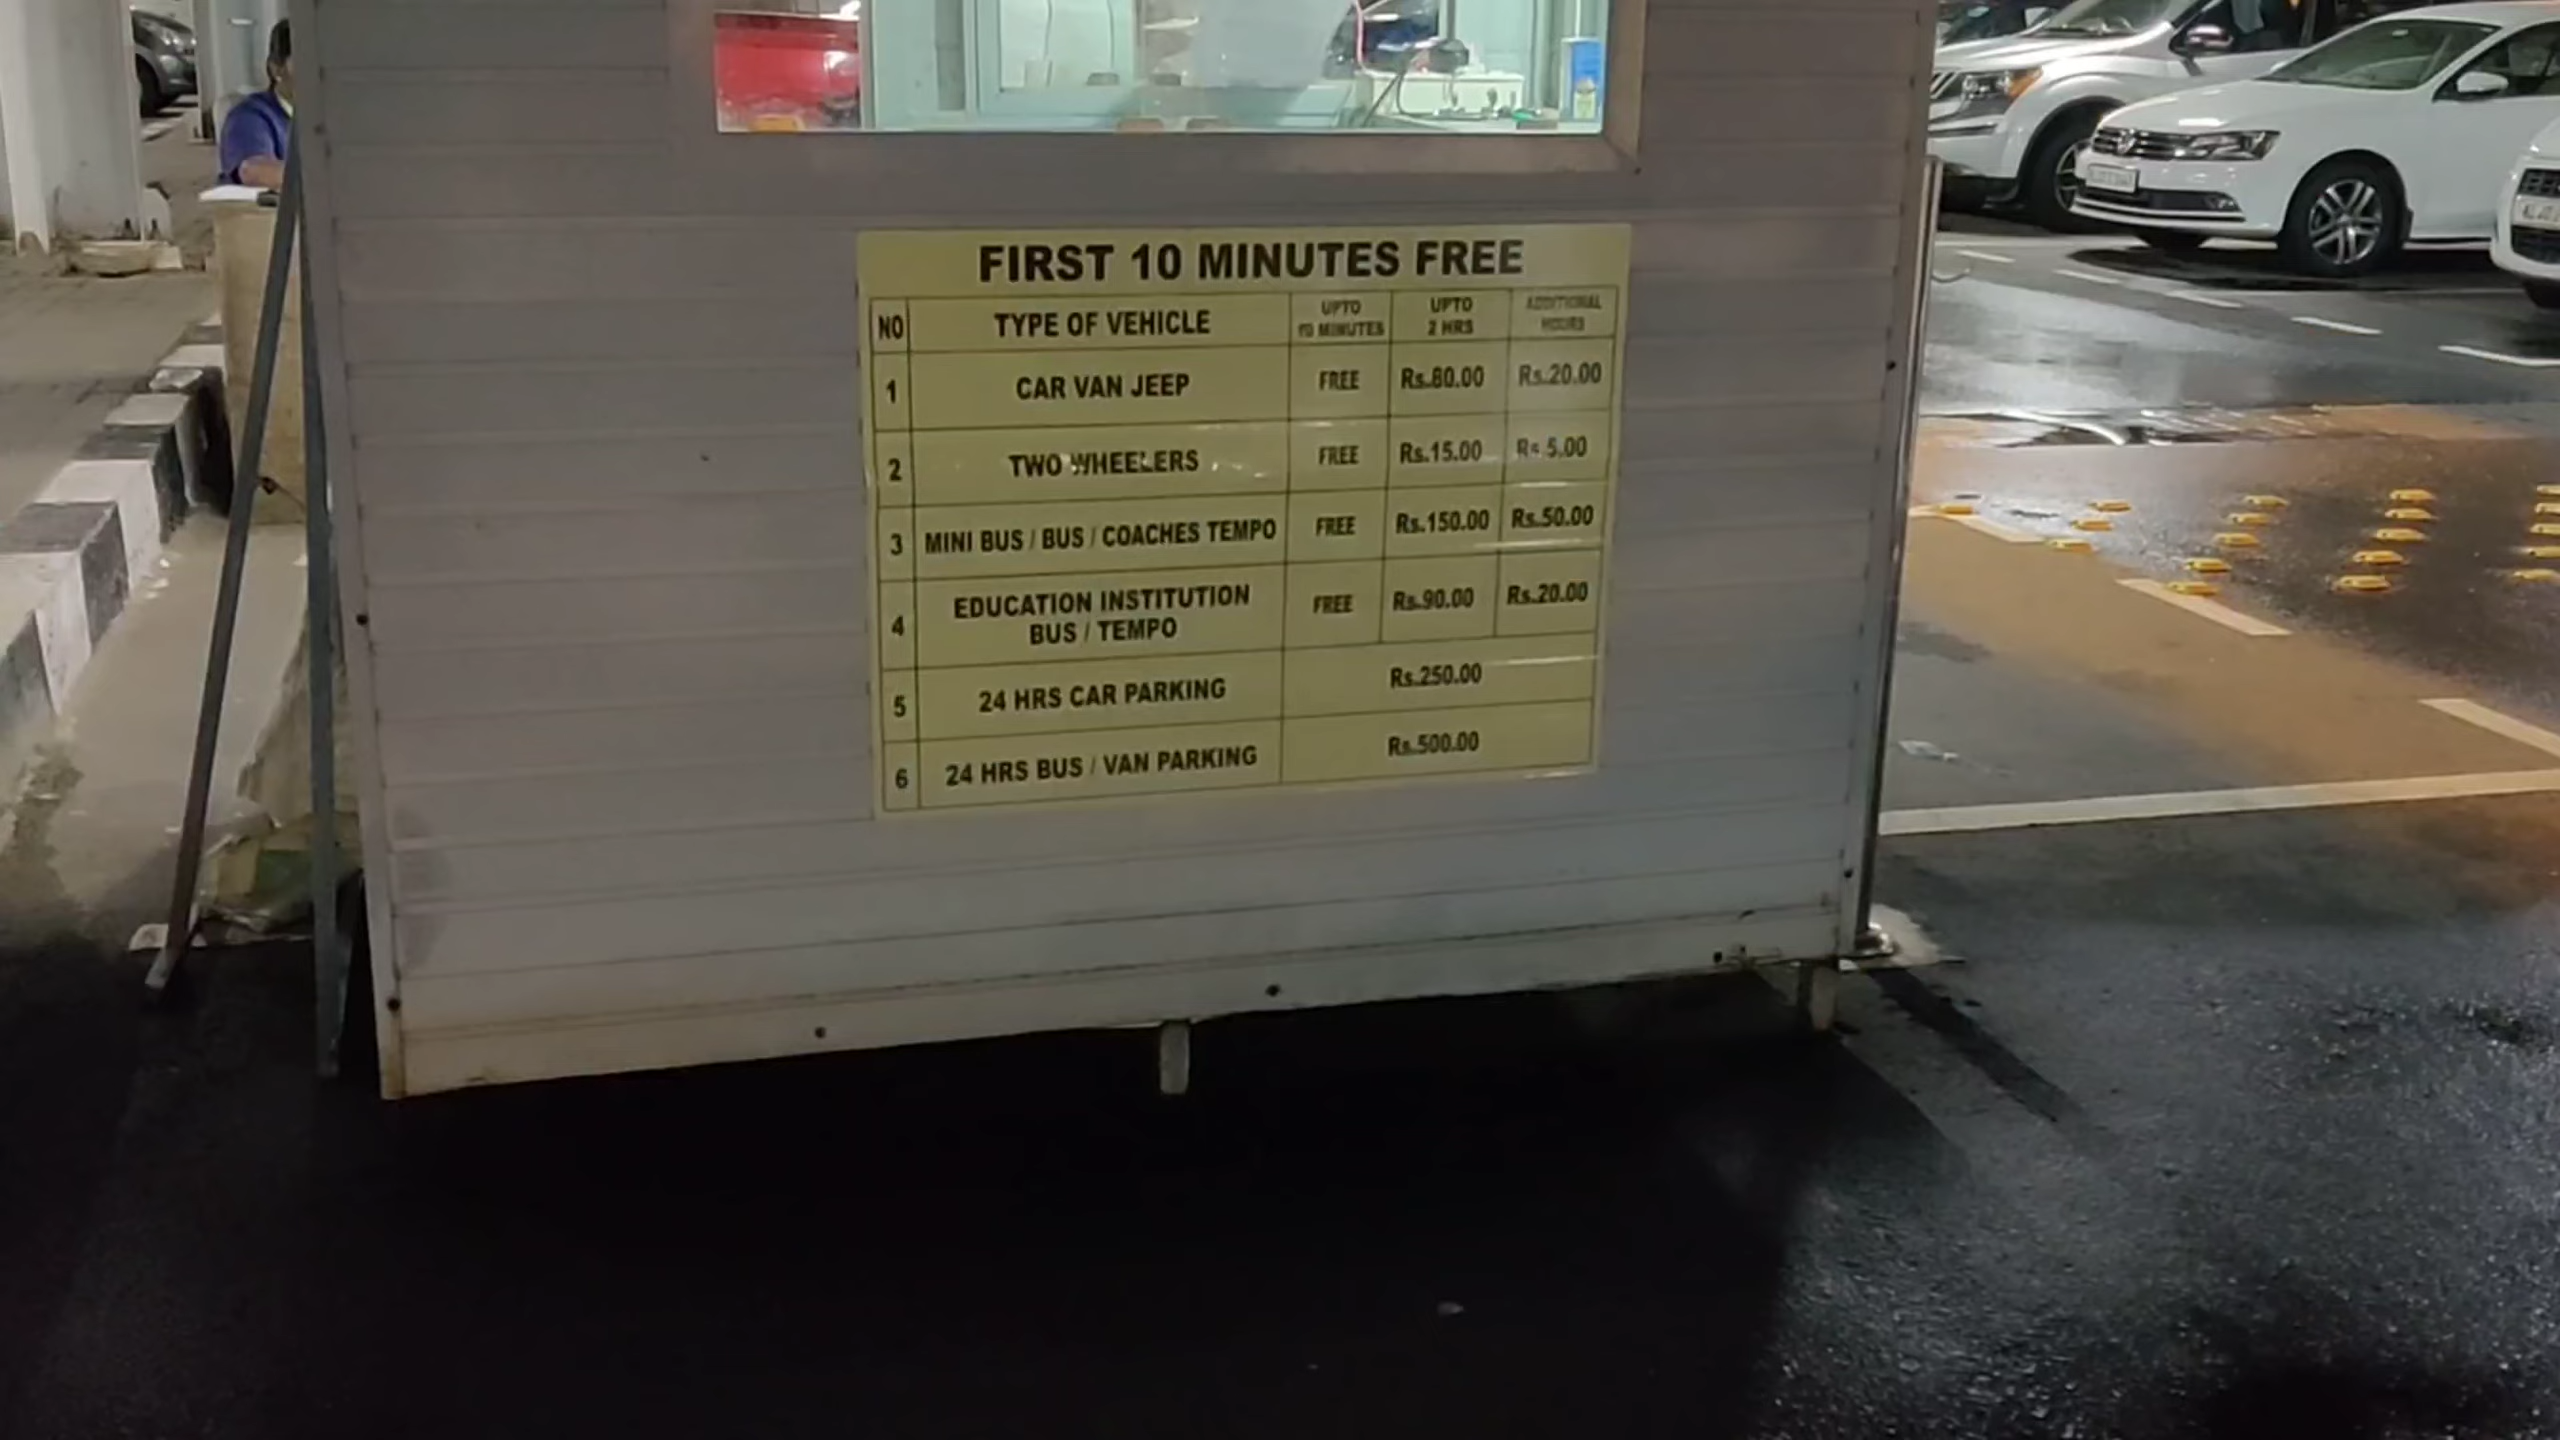 FIRST 10 MINUTES FREE
NO TYPE OF VEHICLE UPTO 10 MINUTES UPTO 2 HRS ADDITIONAL HOURS
1 CAR VAN JEEP FREE Rs.80.00 Rs.20.00
2 TWO WHEELERS FREE Rs.15.00 Rs.5.00
3 MINI BUS / BUS / COACHES TEMPO FREE Rs.150.00 Rs.50.00
4 EDUCATION INSTITUTION BUS / TEMPO FREE Rs.90.00 Rs.20.00
5 24 HRS CAR PARKING Rs.250.00
6 24 HRS BUS / VAN PARKING Rs.500.00